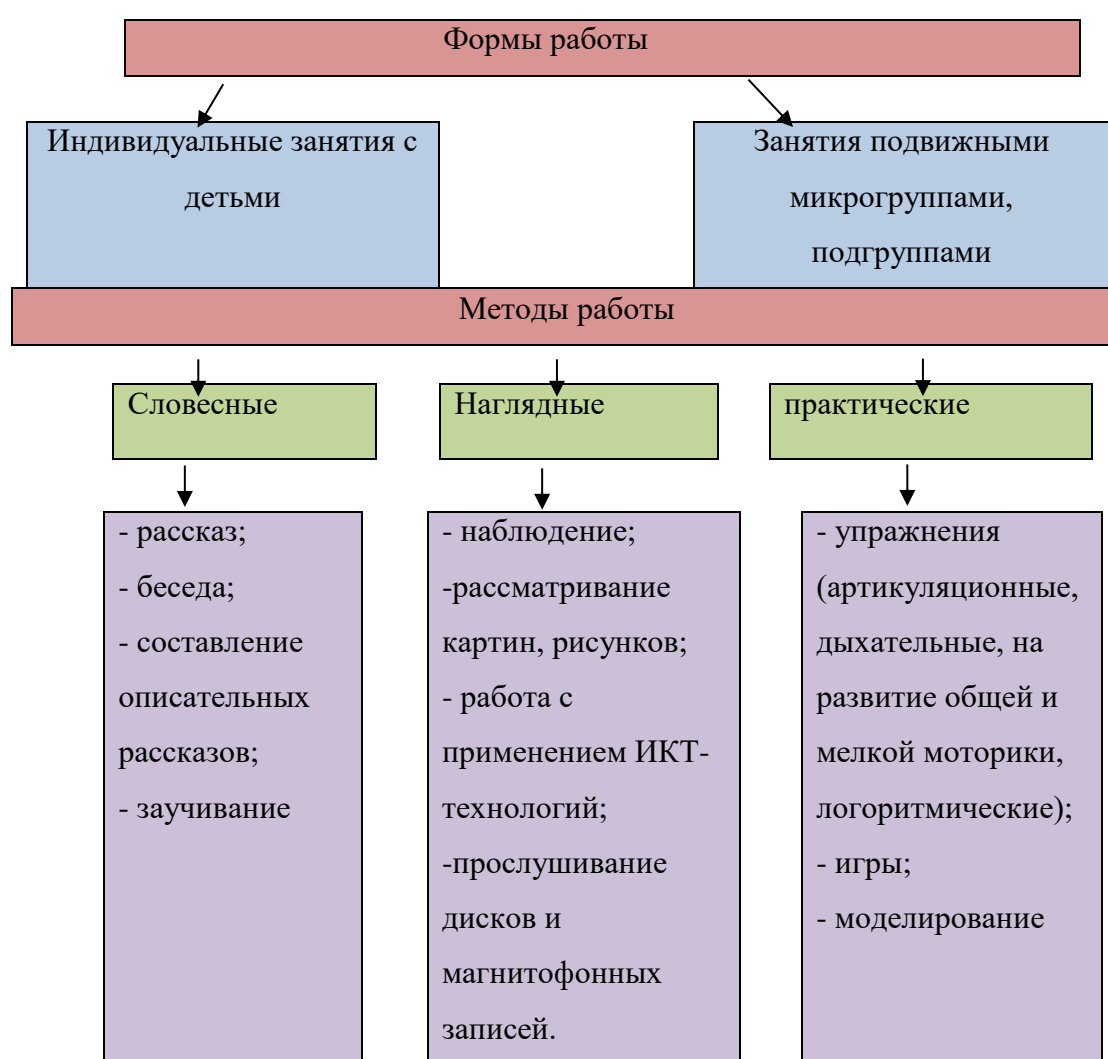 Формы работы
Индивидуальные занятия с
детьми
Занятия подвижными
микрогруппами,
подгруппами
Методы работы
Словесные
Наглядные
практические
- рассказ;
- беседа;
- составление
описательных
рассказов;
- заучивание
- наблюдение;
-рассматривание
картин, рисунков;
- работа с
применением ИКТ-
технологий;
-прослушивание
дисков и
магнитофонных
записей.
- упражнения
(артикуляционные,
дыхательные, на
развитие общей и
мелкой моторики,
логоритмические);
- игры;
- моделирование